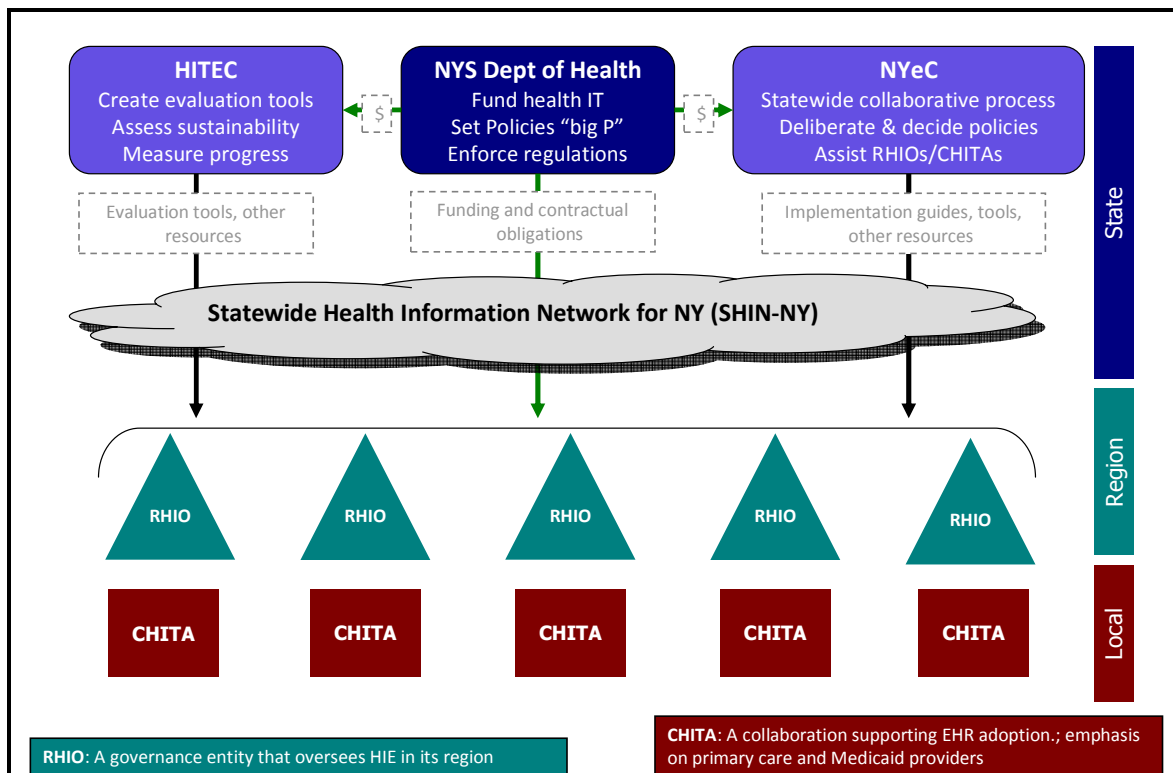 HITEC
Create evaluation tools
Assess sustainability
Measure progress
$
NYS Dept of Health
Fund health IT
Set Policies “big P”
Enforce regulations
$
NYeC
Statewide collaborative process
Deliberate & decide policies
Assist RHIOs/CHITAs
Evaluation tools, other
resources
Funding and contractual
obligations
Implementation guides, tools,
other resources
State
Statewide Health Information Network for NY (SHIN-NY)
RHIO
RHIO
RHIO
RHIO
RHIO
Region
CHITA
CHITA
CHITA
CHITA
CHITA
Local
RHIO: A governance entity that oversees HIE in its region
CHITA: A collaboration supporting EHR adoption.; emphasis
on primary care and Medicaid providers